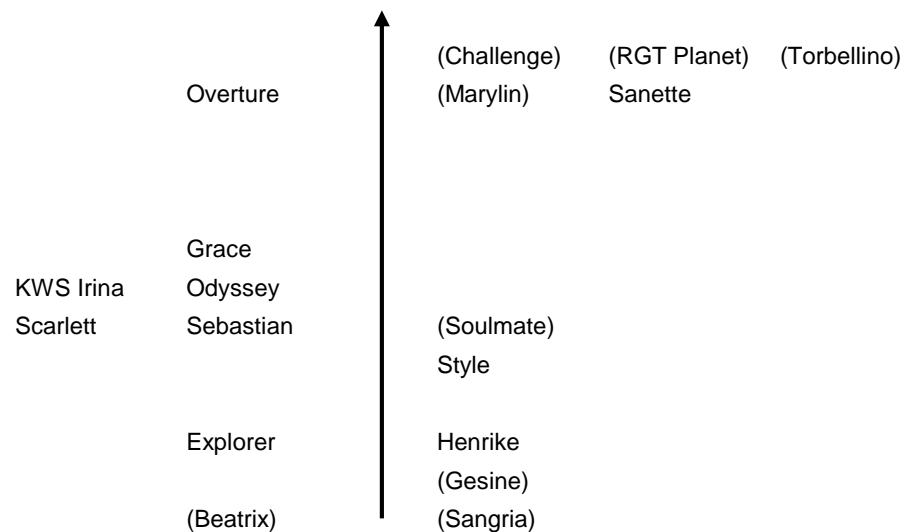 (Challenge) (RGT Planet) (Torbellino)
Overture (Marylin) Sanette
Grace
KWS Irina Odyssey
Scarlett Sebastian (Soulmate)
Style
Explorer Henrike
(Gesine)
(Beatrix) (Sangria)